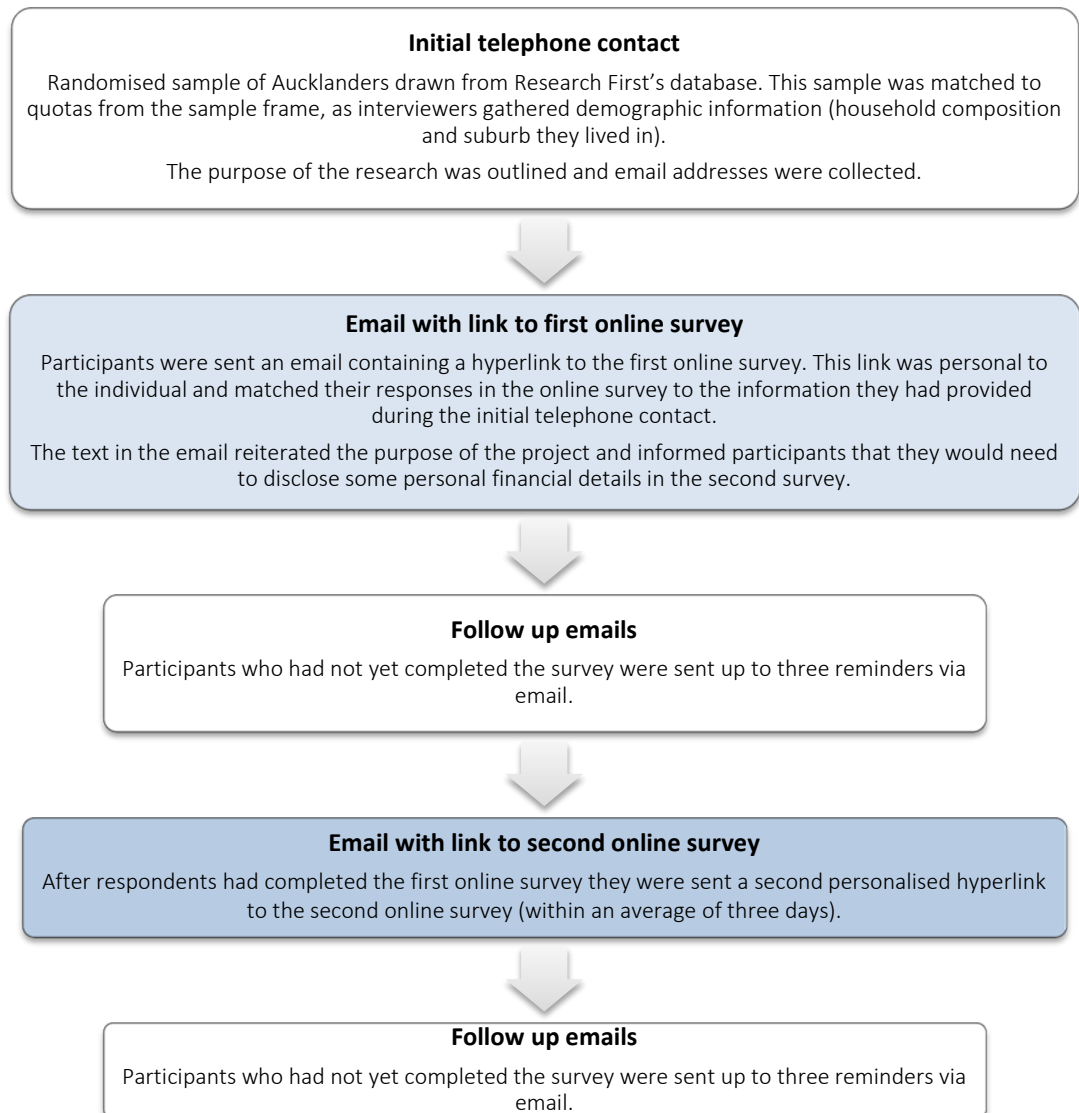 Initial telephone contact
Randomised sample of Aucklanders drawn from Research First's database. This sample was matched to
quotas from the sample frame, as interviewers gathered demographic information (household composition
and suburb they lived in).
The purpose of the research was outlined and email addresses were collected.
Email with link to first online survey
Participants were sent an email containing a hyperlink to the first online survey. This link was personal to
the individual and matched their responses in the online survey to the information they had provided
during the initial telephone contact.
The text in the email reiterated the purpose of the project and informed participants that they would need
to disclose some personal financial details in the second survey.
Follow up emails
Participants who had not yet completed the survey were sent up to three reminders via
email.
Email with link to second online survey
After respondents had completed the first online survey they were sent a second personalised hyperlink
to the second online survey (within an average of three days).
Follow up emails
Participants who had not yet completed the survey were sent up to three reminders via
email.